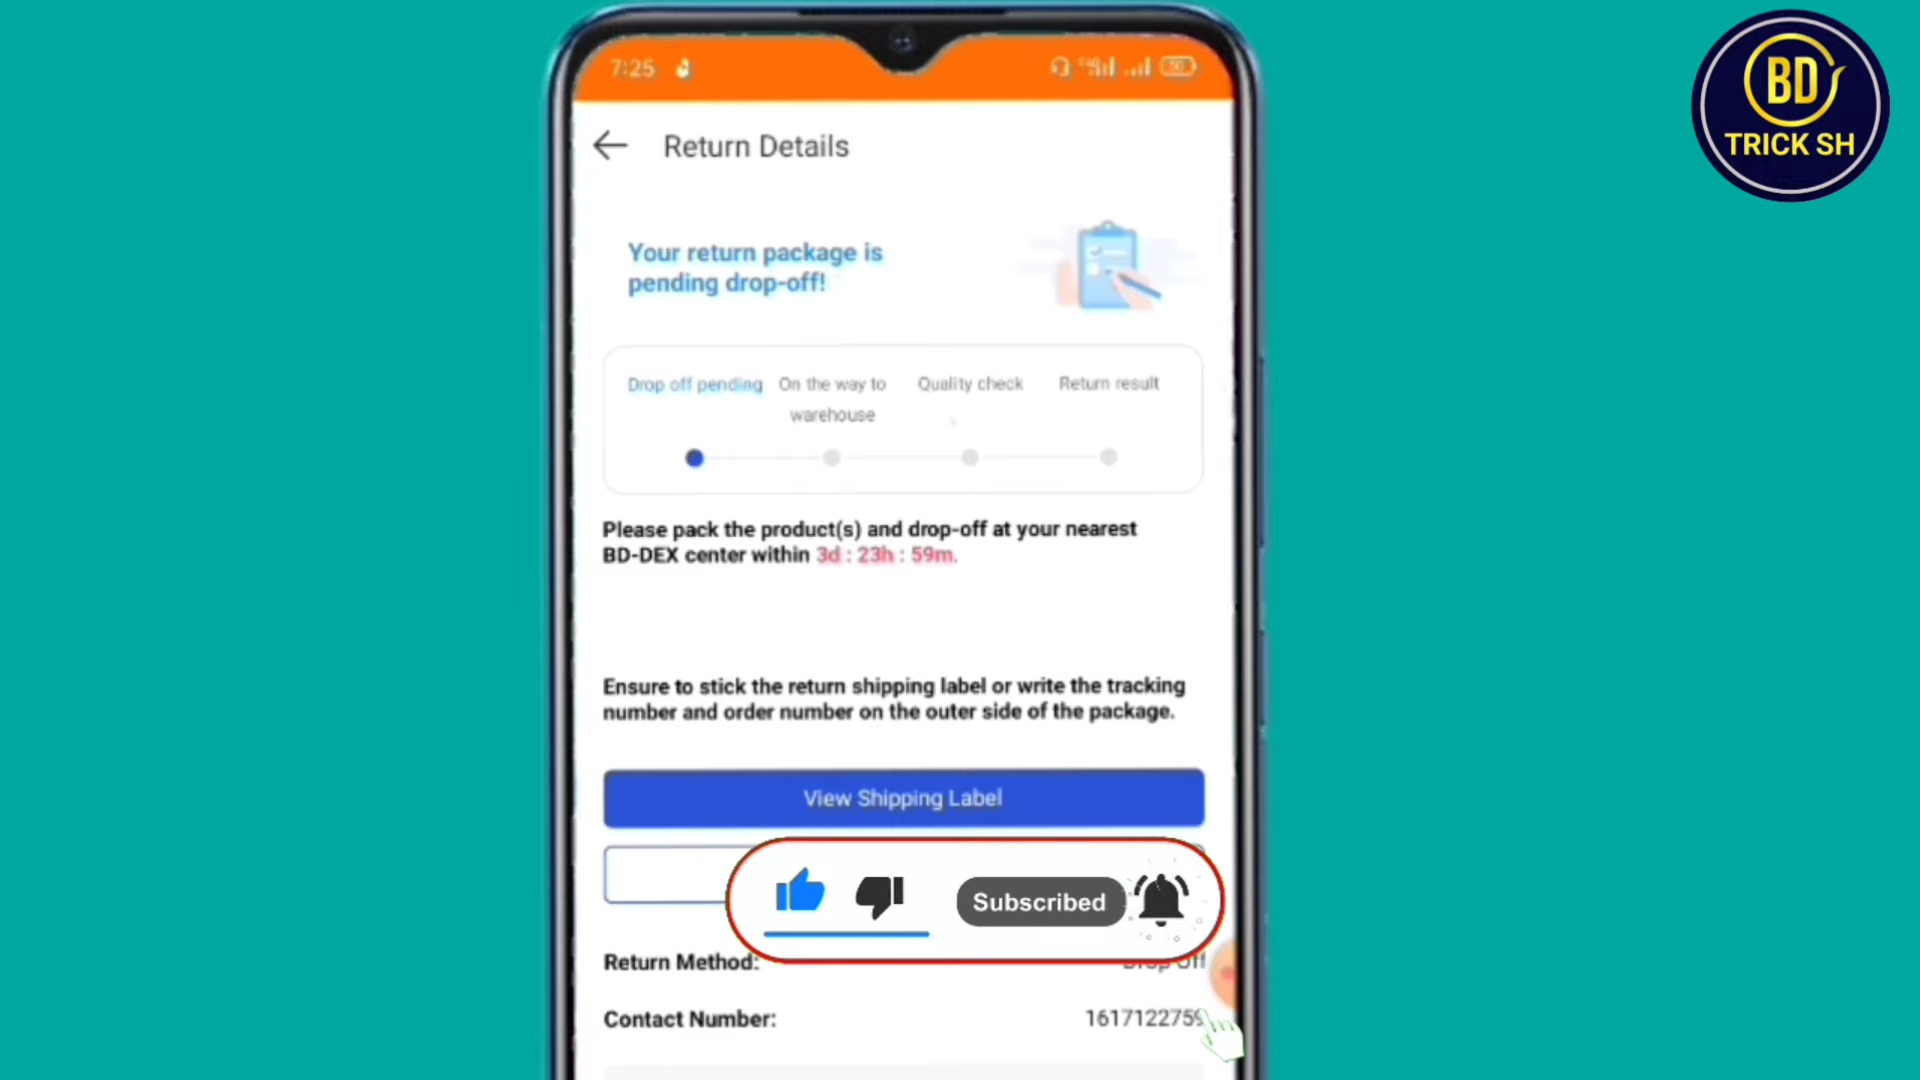 7:25
50
BD
TRICK SH
Return Details
Your return package is
pending drop-off!
Drop off pending
On the way to
warehouse
Quality check
Return result
Please pack the product(s) and drop-off at your nearest
BD-DEX center within 3d : 23h : 59m.
Ensure to stick the return shipping label or write the tracking
number and order number on the outer side of the package.
View Shipping Label
Subscribed
Return Method:
Drop Off
Contact Number:
1617122759